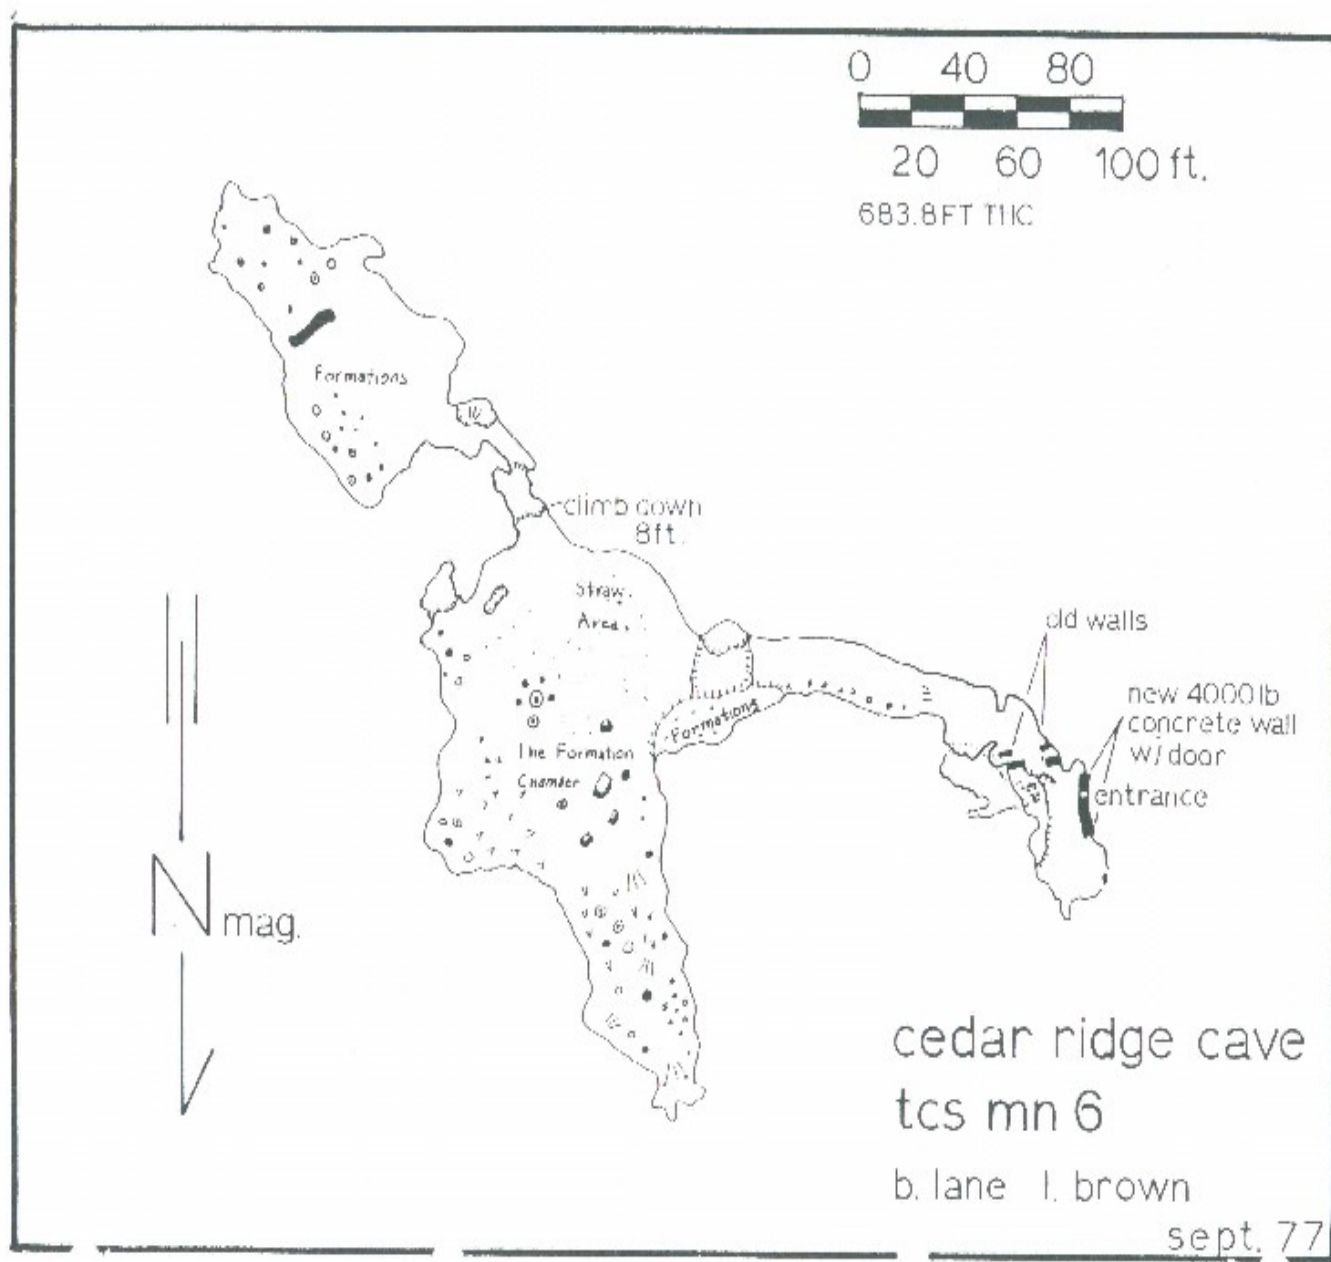 0 40 80
20 60 100 ft.
683.8FT THC
Formations
climb down
8ft.
Straw
Area
old walls
new 4000 lb
concrete wall
w/door
entrance
Formations
The Formation
Chamber
N mag.
cedar ridge cave
tcs mn 6
b. lane l. brown
sept. 77